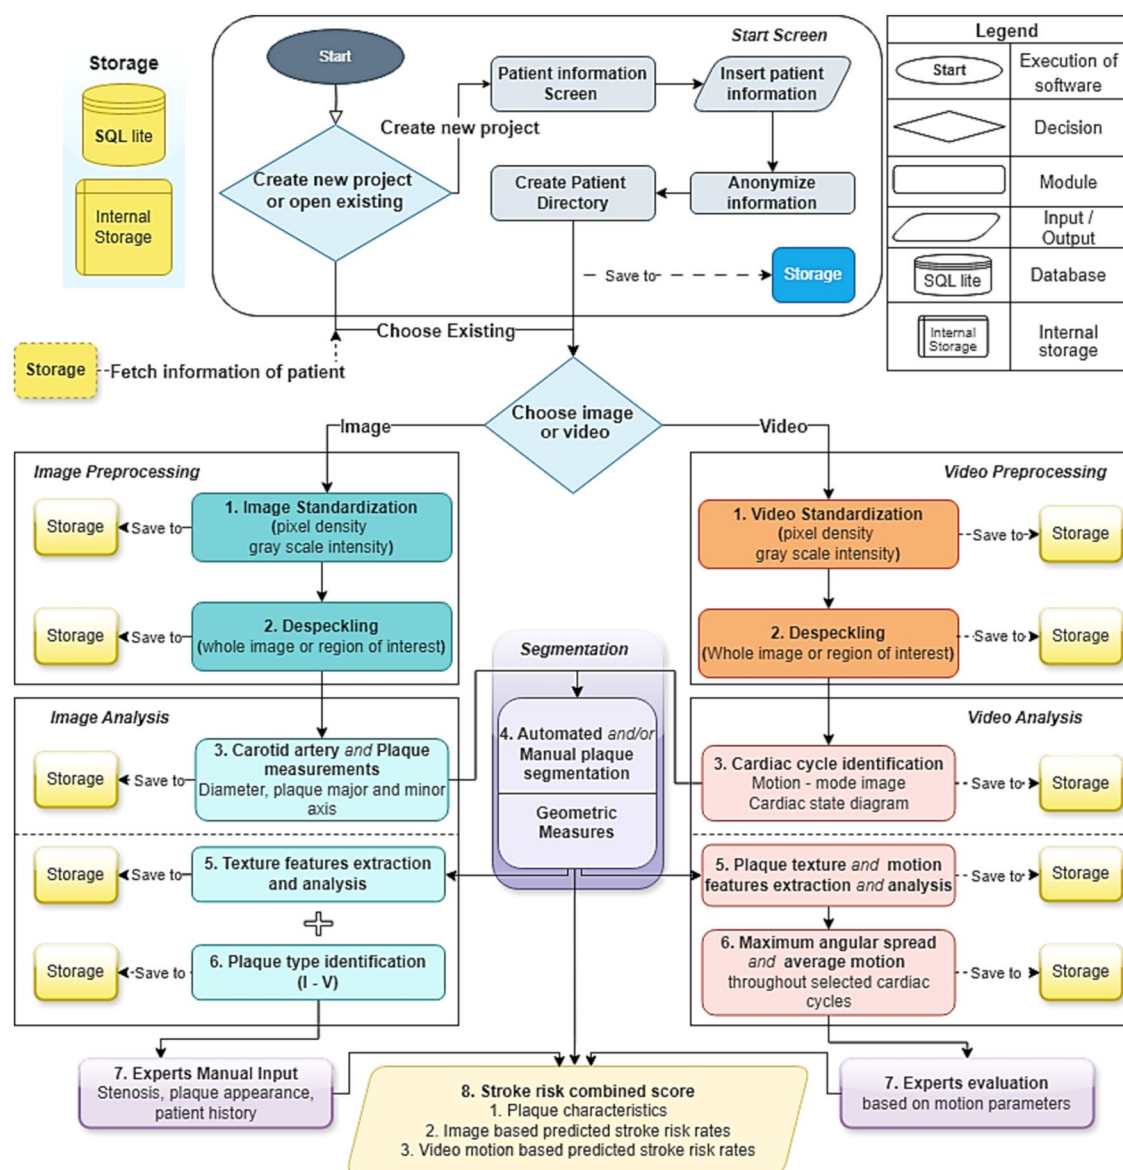 Storage
SQL lite
Internal
Storage
Start Screen
Start
Patient information
Screen
Insert patient
information
Create new project
Create new project
or open existing
Create Patient
Directory
Anonymize
information
Save to
Storage
Choose Existing
Legend
Start
Execution of
software
Decision
Module
Input /
Output
SQL lite
Database
Internal
Storage
Internal
storage
Storage
Fetch information of patient
Choose image
or video
Image
Video
Image Preprocessing
Storage
Save to
1. Image Standardization
(pixel density
gray scale intensity)
Storage
Save to
2. Despeckling
(whole image or region of interest)
Video Preprocessing
1. Video Standardization
(pixel density
gray scale intensity)
Save to
Storage
2. Despeckling
(Whole image or region of interest)
Save to
Storage
Segmentation
4. Automated and/or
Manual plaque
segmentation
Geometric
Measures
Image Analysis
Storage
Save to
3. Carotid artery and Plaque
measurements
Diameter, plaque major and minor
axis
Storage
Save to
5. Texture features extraction
and analysis
Storage
Save to
6. Plaque type identification
(I - V)
Video Analysis
3. Cardiac cycle identification
Motion - mode image
Cardiac state diagram
Save to
Storage
5. Plaque texture and motion
features extraction and analysis
Save to
Storage
6. Maximum angular spread
and average motion
throughout selected cardiac
cycles
Save to
Storage
7. Experts Manual Input
Stenosis, plaque appearance,
patient history
8. Stroke risk combined score
1. Plaque characteristics
2. Image based predicted stroke risk rates
3. Video motion based predicted stroke risk rates
7. Experts evaluation
based on motion parameters